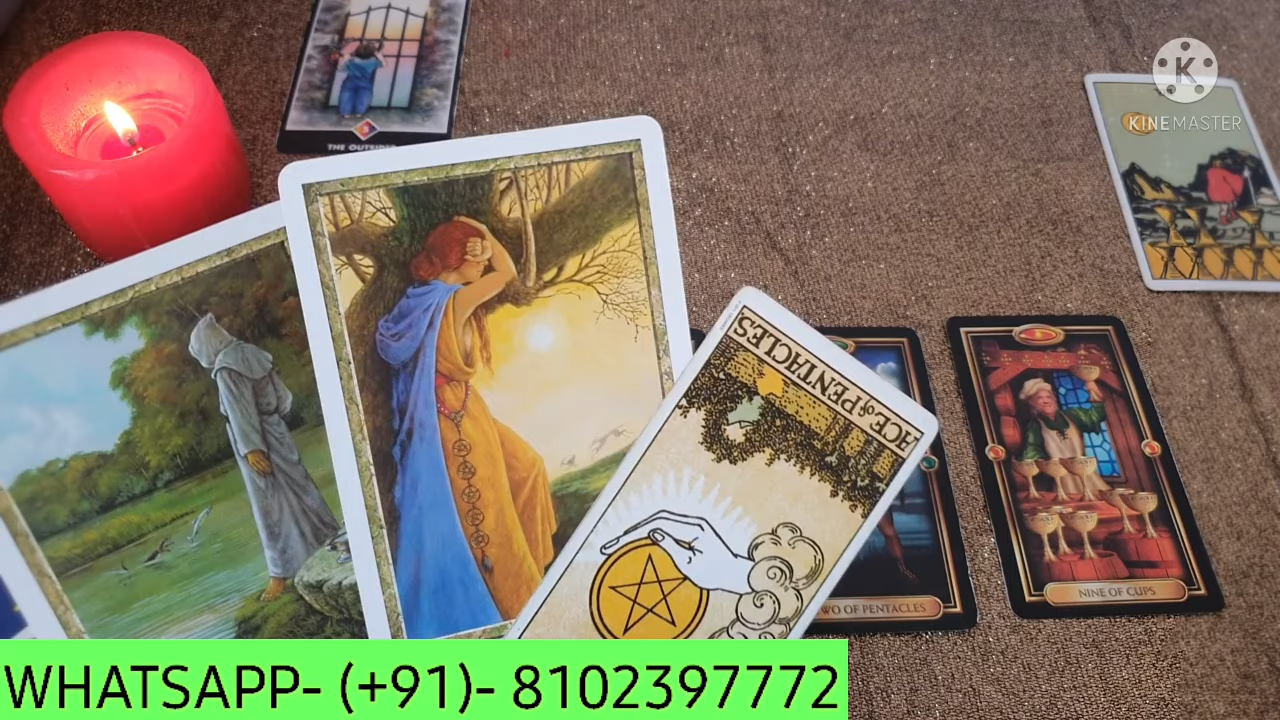 K
KINEMASTER
THE OUTSIDER
ACE of PENTACLES.
TWO OF PENTACLES
NINE OF CUPS
WHATSAPP- (+91)- 8102397772